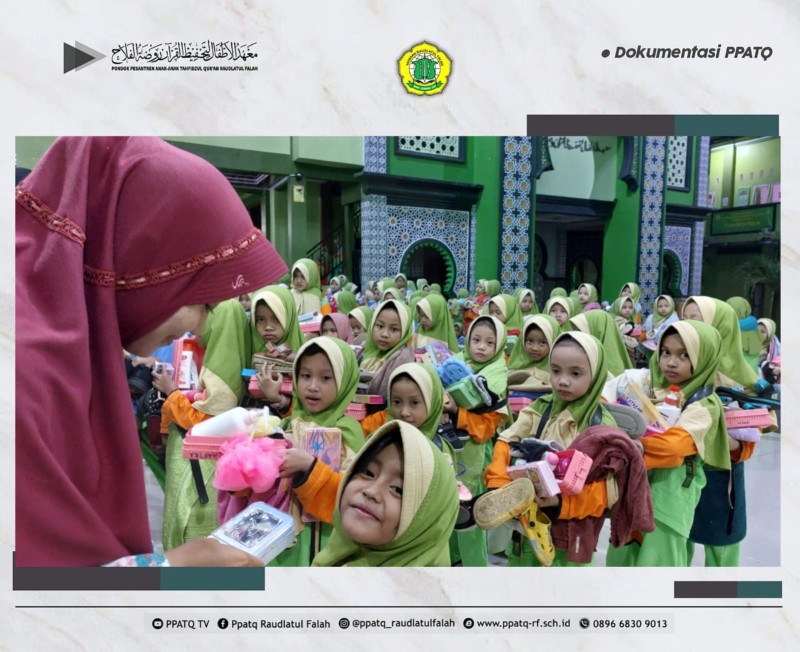 معهد الأطفال لتحفيظ القرآن روضة الفلاح
PONDOK PESANTREN ANAK-ANAK TAHFIDZUL QUR'AN RAUDLATUL FALAH
Dokumentasi PPATQ
PPATQ TV
Ppatq Raudlatul Falah
@ppatq_raudlatulfalah
www.ppatq-rf.sch.id
0896 6830 9013